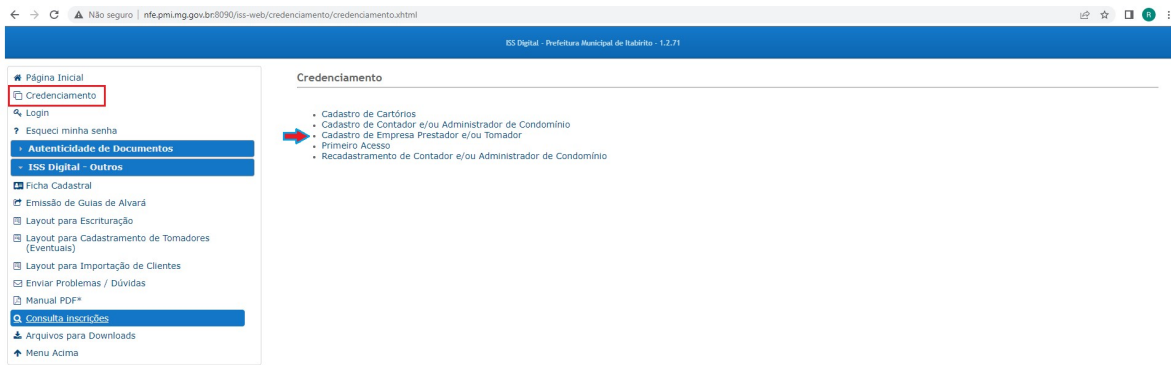 Não seguro | nfe.pmi.mg.gov.br:8090/iss-web/credenciamento/credenciamento.xhtml
R
ISS Digital - Prefeitura Municipal de Itabirito - 1.2.71
Página Inicial
Credenciamento
Login
Esqueci minha senha
Autenticidade de Documentos
ISS Digital - Outros
Ficha Cadastral
Emissão de Guias de Alvará
Layout para Escrituração
Layout para Cadastramento de Tomadores
(Eventuais)
Layout para Importação de Clientes
Enviar Problemas / Dúvidas
Manual PDF*
Consulta inscrições
Arquivos para Downloads
Menu Acima
Credenciamento
Cadastro de Cartórios
Cadastro de Contador e/ou Administrador de Condomínio
Cadastro de Empresa Prestador e/ou Tomador
Primeiro Acesso
Recadastramento de Contador e/ou Administrador de Condomínio